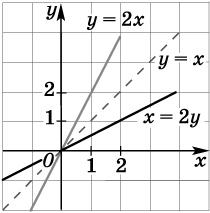 y
y = 2x
y = x
2
x = 2y
1
0
1
2
x